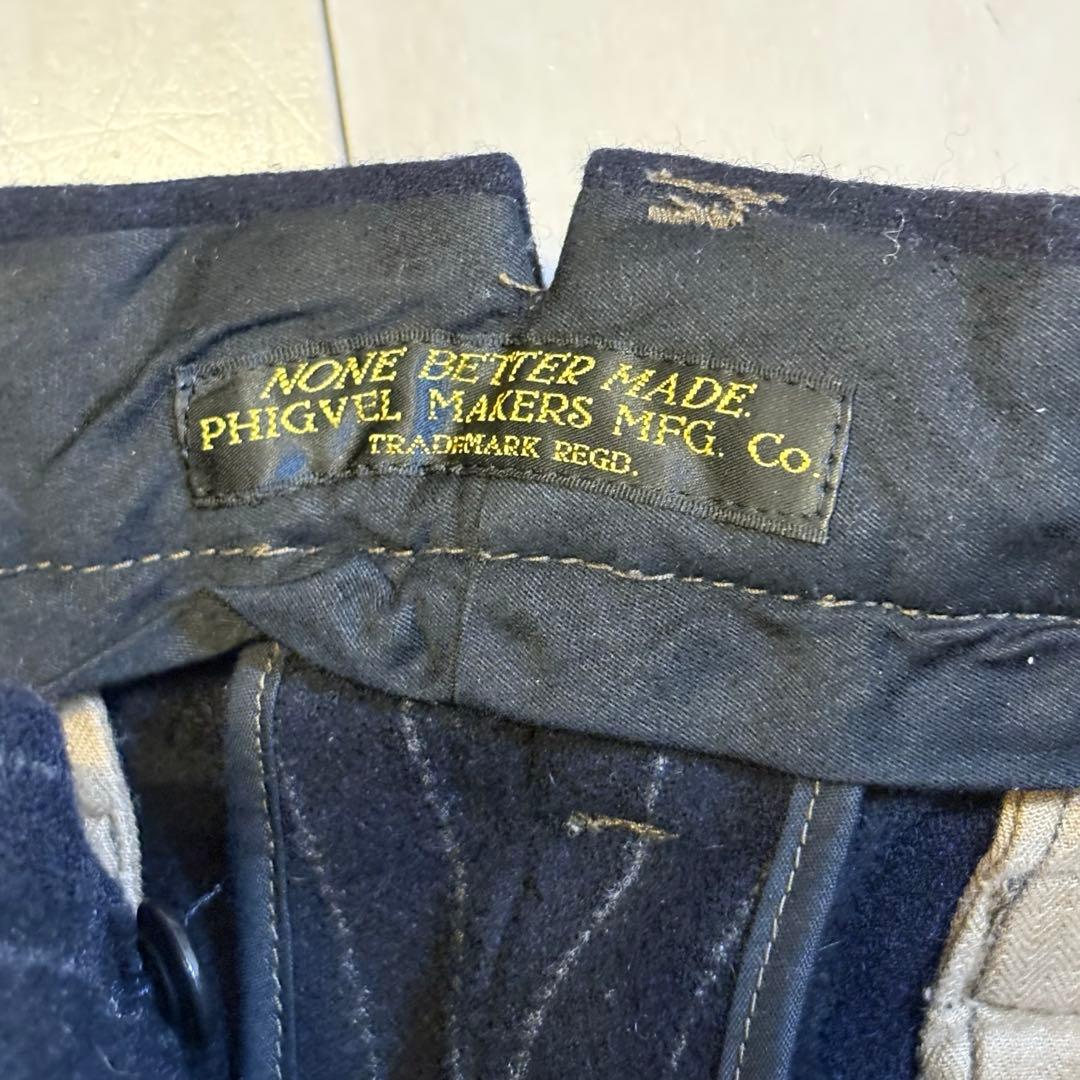 NONE BETTER MADE.
PHIGVEL MAKERS MFG. Co.
TRADEMARK REGD.